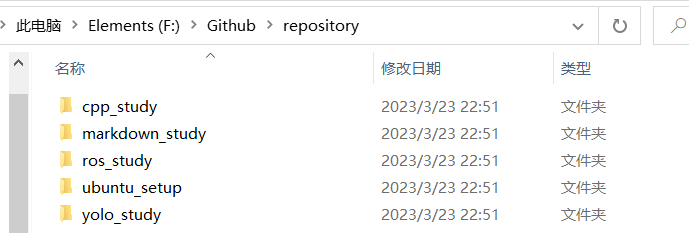 此电脑 > Elements (F:) > Github > repository
名称 修改日期 类型
cpp_study 2023/3/23 22:51 文件夹
markdown_study 2023/3/23 22:51 文件夹
ros_study 2023/3/23 22:51 文件夹
ubuntu_setup 2023/3/23 22:51 文件夹
yolo_study 2023/3/23 22:51 文件夹